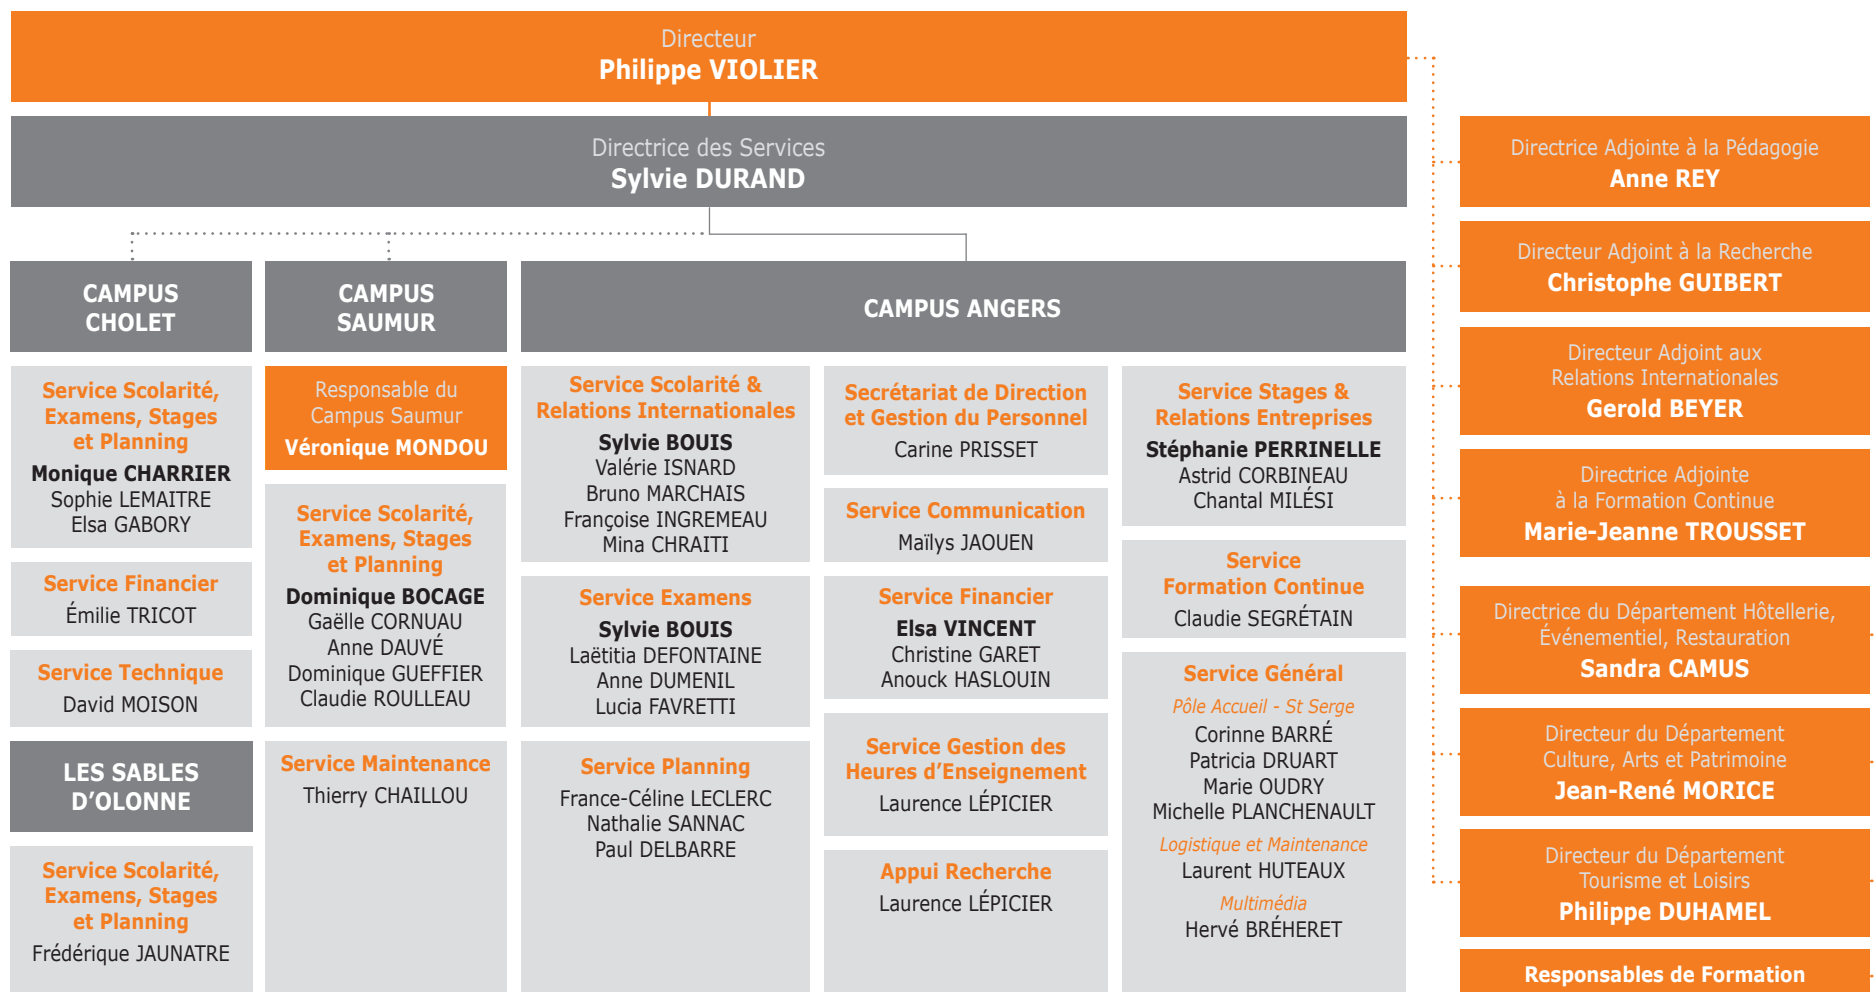 Directeur
Philippe VIOLIER
Directrice des Services
Sylvie DURAND
CAMPUS
CHOLET
Service Scolarité,
Examens, Stages
et Planning
Monique CHARRIER
Sophie LEMAITRE
Elsa GABORY
Service Financier
Émilie TRICOT
Service Technique
David MOISON
LES SABLES
D'OLONNE
Service Scolarité,
Examens, Stages
et Planning
Frédérique JAUNATRE
CAMPUS
SAUMUR
Responsable du
Campus Saumur
Véronique MONDOU
Service Scolarité,
Examens, Stages
et Planning
Dominique BOCAGE
Gaëlle CORNUAU
Anne DAUVÉ
Dominique GUEFFIER
Claudie ROULLEAU
Service Maintenance
Thierry CHAILLOU
CAMPUS ANGERS
Service Scolarité &
Relations Internationales
Sylvie BOUIS
Valérie ISNARD
Bruno MARCHAIS
Françoise INGREMEAU
Mina CHRAITI
Service Examens
Sylvie BOUIS
Laëtitia DEFONTAINE
Anne DUMENIL
Lucia FAVRETTI
Service Planning
France-Céline LECLERC
Nathalie SANNAC
Paul DELBARRE
Secrétariat de Direction
et Gestion du Personnel
Carine PRISSET
Service Communication
Maïlys JAOUEN
Service Financier
Elsa VINCENT
Christine GARET
Anouck HASLOUIN
Service Gestion des
Heures d'Enseignement
Laurence LÉPICIER
Appui Recherche
Laurence LÉPICIER
Service Stages &
Relations Entreprises
Stéphanie PERRINELLE
Astrid CORBINEAU
Chantal MILÉSI
Service
Formation Continue
Claudie SEGRÉTAIN
Service Général
Pôle Accueil - St Serge
Corinne BARRÉ
Patricia DRUART
Marie OUDRY
Michelle PLANCHENAULT
Logistique et Maintenance
Laurent HUTEAUX
Multimédia
Hervé BRÉHERET
Directrice Adjointe à la Pédagogie
Anne REY
Directeur Adjoint à la Recherche
Christophe GUIBERT
Directeur Adjoint aux
Relations Internationales
Gerold BEYER
Directrice Adjointe
à la Formation Continue
Marie-Jeanne TROUSSET
Directrice du Département Hôtellerie,
Événementiel, Restauration
Sandra CAMUS
Directeur du Département
Culture, Arts et Patrimoine
Jean-René MORICE
Directeur du Département
Tourisme et Loisirs
Philippe DUHAMEL
Responsables de Formation